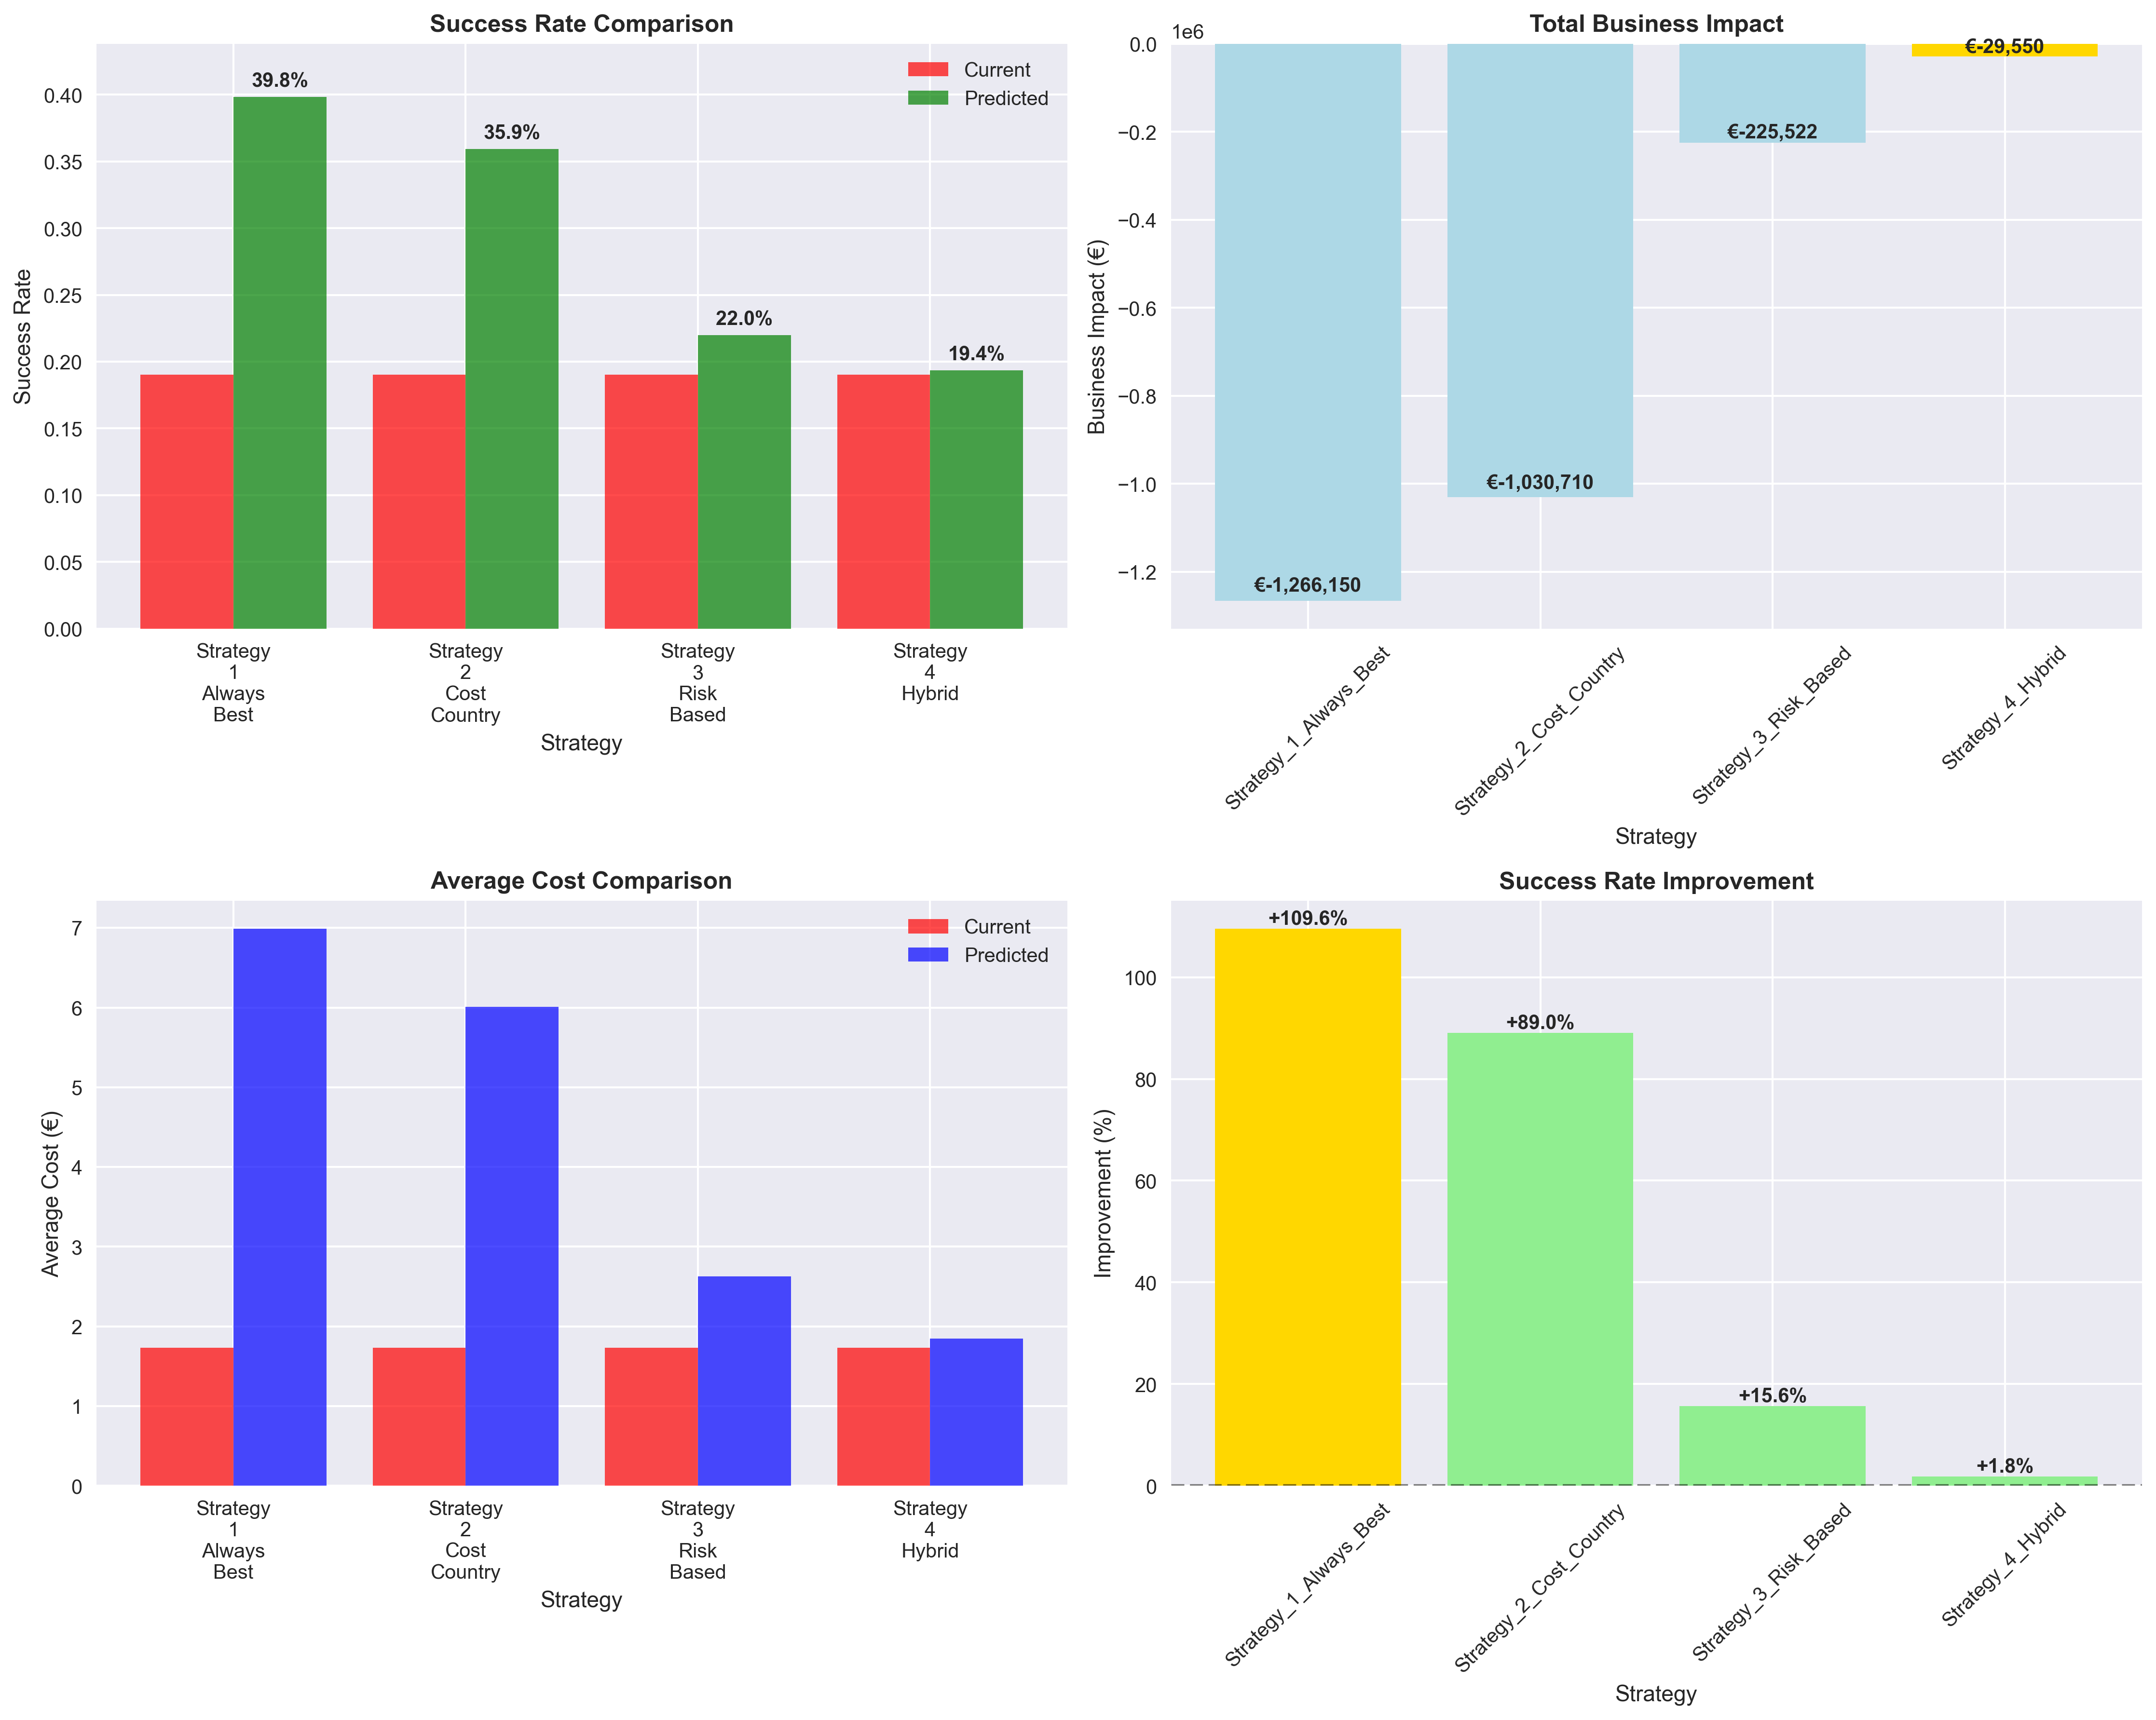 Success Rate Comparison
Success Rate
0.40
0.35
0.30
0.25
0.20
0.15
0.10
0.05
0.00
39.8%
35.9%
22.0%
19.4%
Current
Predicted
Strategy
1
Always
Best
Strategy
2
Cost
Country
Strategy
3
Risk
Based
Strategy
4
Hybrid
Strategy
Total Business Impact
1e6
Business Impact (€)
0.0
−0.2
−0.4
−0.6
−0.8
−1.0
−1.2
€-1,266,150
€-1,030,710
€-225,522
€-29,550
Strategy_1_Always_Best
Strategy_2_Cost_Country
Strategy_3_Risk_Based
Strategy_4_Hybrid
Strategy
Average Cost Comparison
Average Cost (€)
7
6
5
4
3
2
1
0
Current
Predicted
Strategy
1
Always
Best
Strategy
2
Cost
Country
Strategy
3
Risk
Based
Strategy
4
Hybrid
Strategy
Success Rate Improvement
Improvement (%)
100
80
60
40
20
0
+109.6%
+89.0%
+15.6%
+1.8%
Strategy_1_Always_Best
Strategy_2_Cost_Country
Strategy_3_Risk_Based
Strategy_4_Hybrid
Strategy